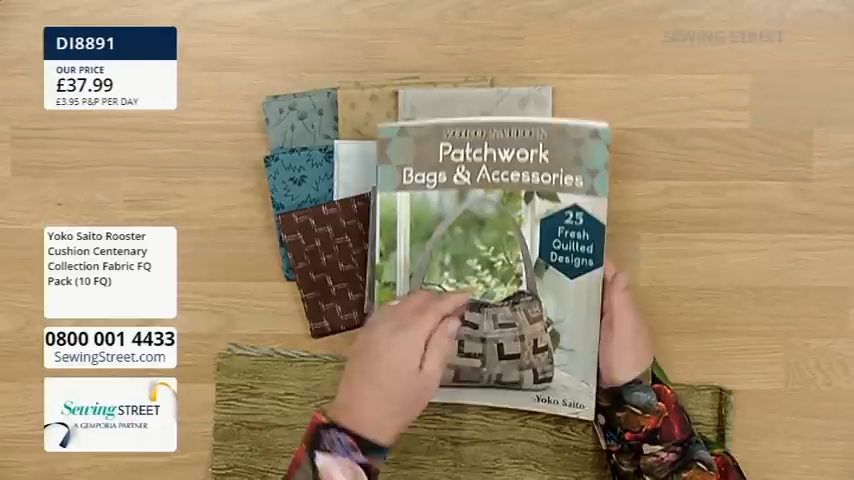 DI8891
OUR PRICE
£37.99
£3.95 P&P PER DAY
SEWING STREET
YOKO SAITO'S
Patchwork
Bags & Accessories
25
Fresh
Quilted
Designs
Yoko Saito Rooster
Cushion Centenary
Collection Fabric FQ
Pack (10 FQ)
0800 001 4433
SewingStreet.com
Sewing STREET
A GEMPORIA PARTNER
Yoko Saito